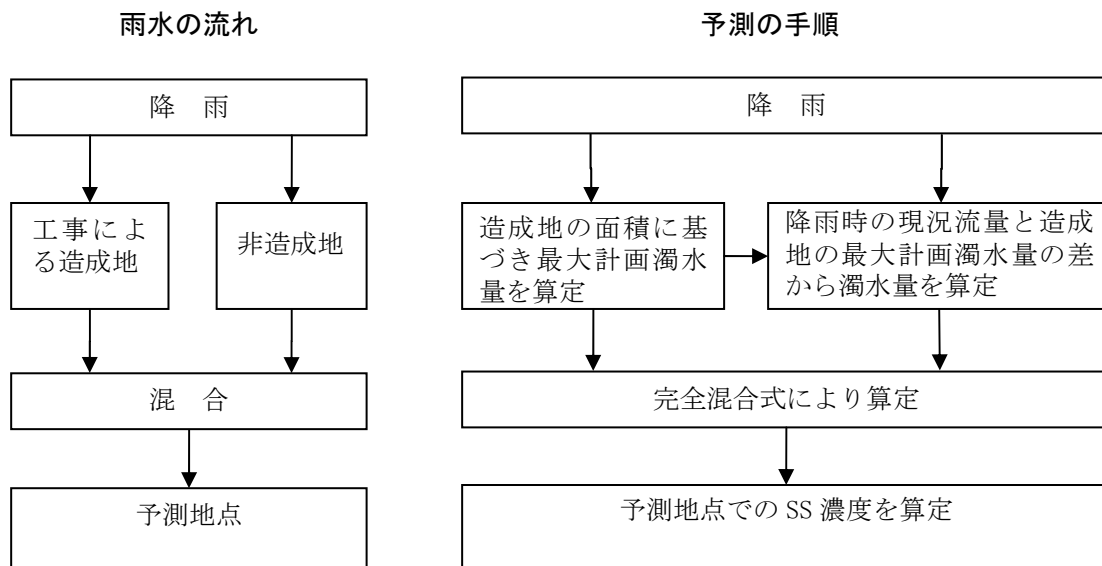 雨水の流れ
降　雨
工事によ
る造成地
非造成地
混　合
予測地点
予測の手順
降　雨
造成地の面積に基
づき最大計画濁水
量を算定
降雨時の現況流量と造成
地の最大計画濁水量の差
から濁水量を算定
完全混合式により算定
予測地点での SS 濃度を算定